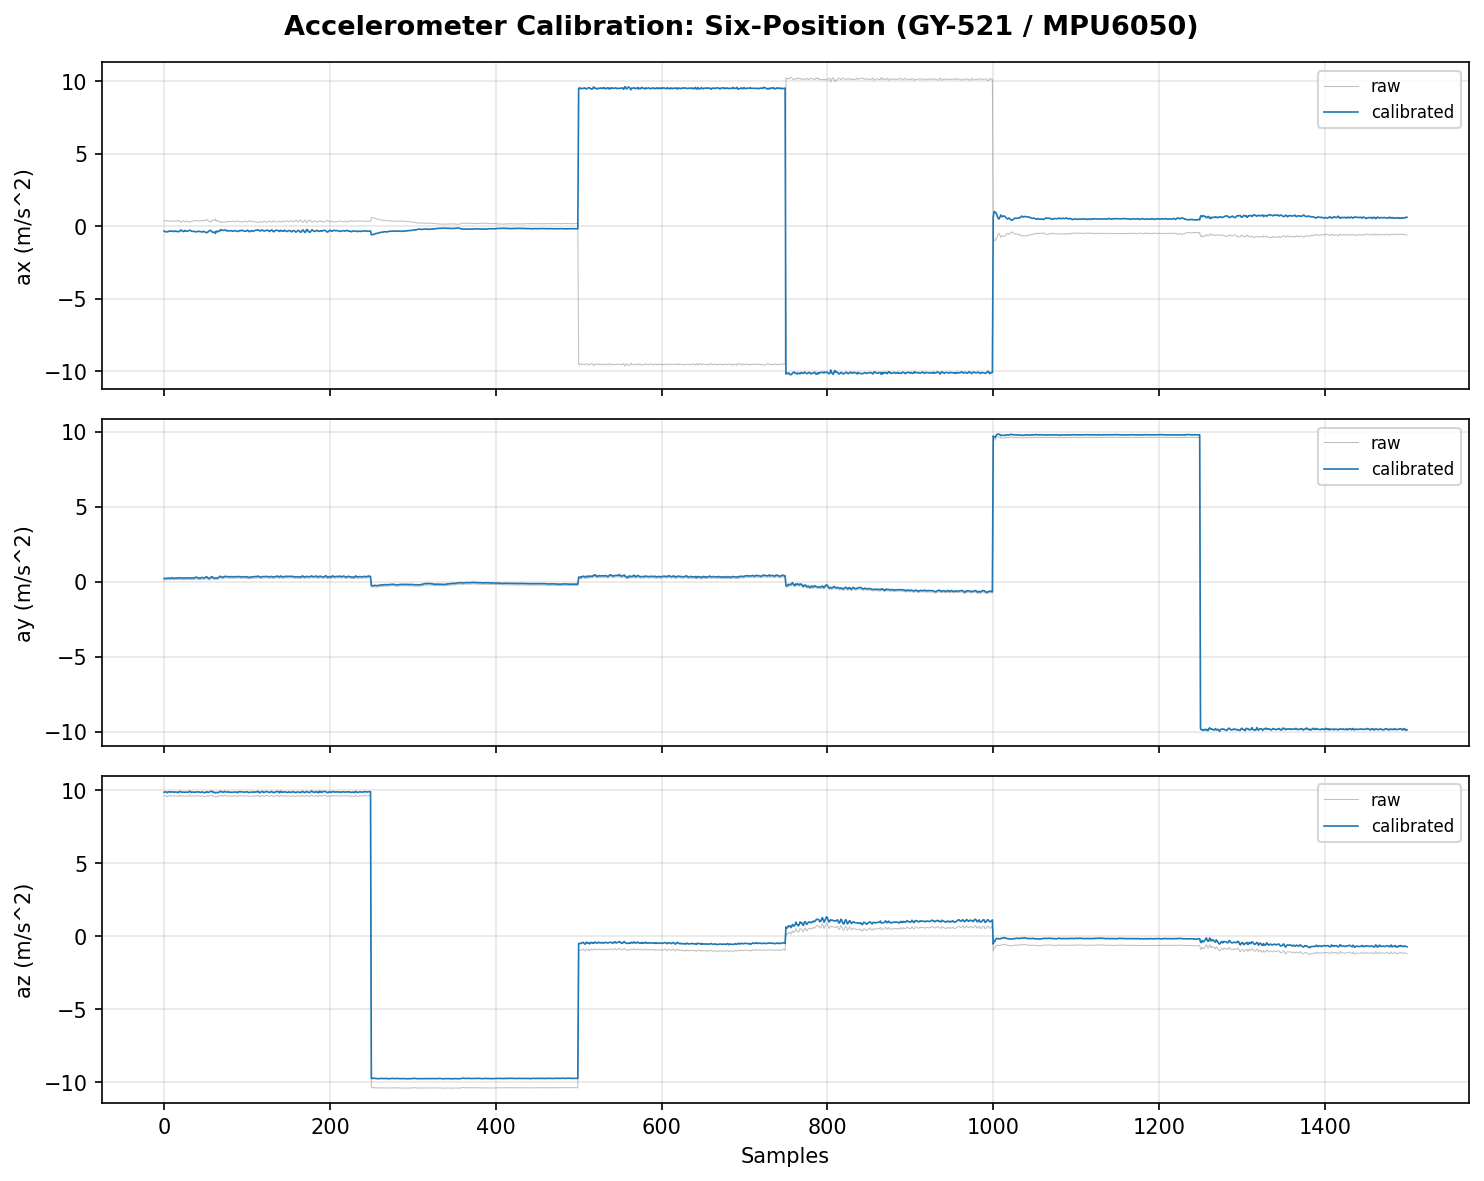 Accelerometer Calibration: Six-Position (GY-521 / MPU6050)
10
5
0
−5
−10
ax (m/s^2)
raw
calibrated
10
5
0
−5
−10
ay (m/s^2)
raw
calibrated
10
5
0
−5
−10
az (m/s^2)
raw
calibrated
0 200 400 600 800 1000 1200 1400
Samples